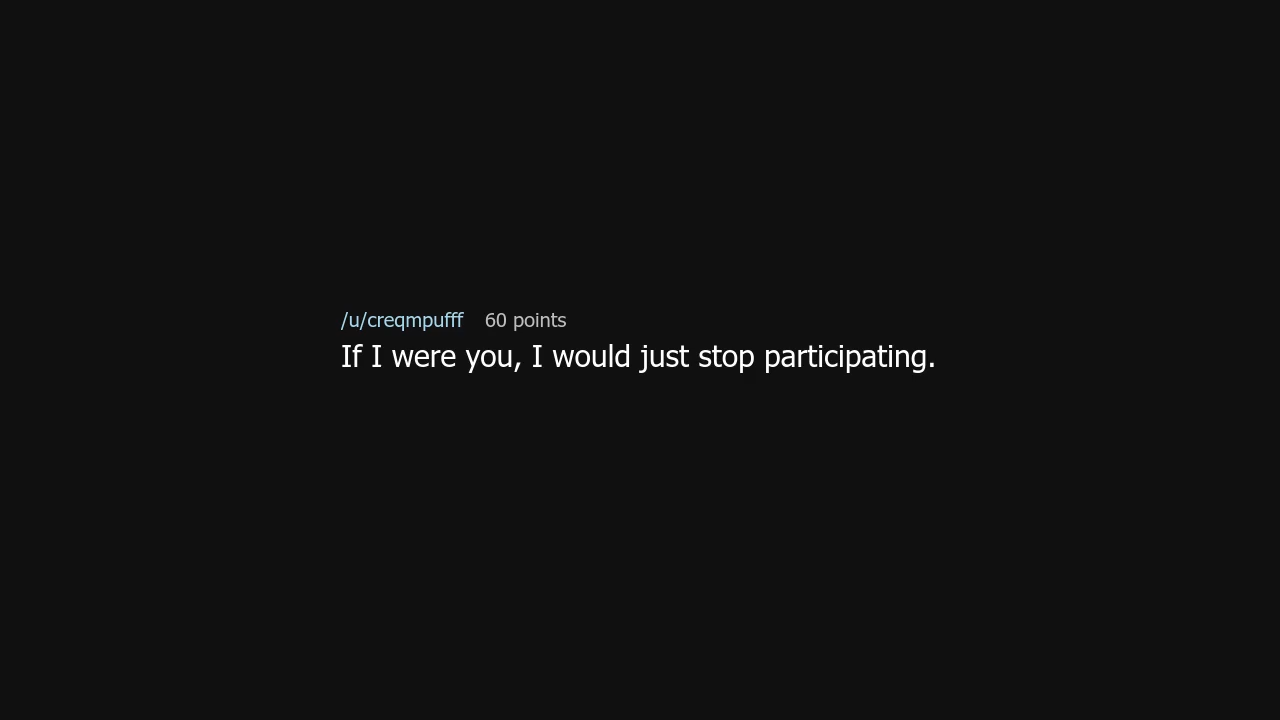 /u/creqmpufff 60 points
If I were you, I would just stop participating.